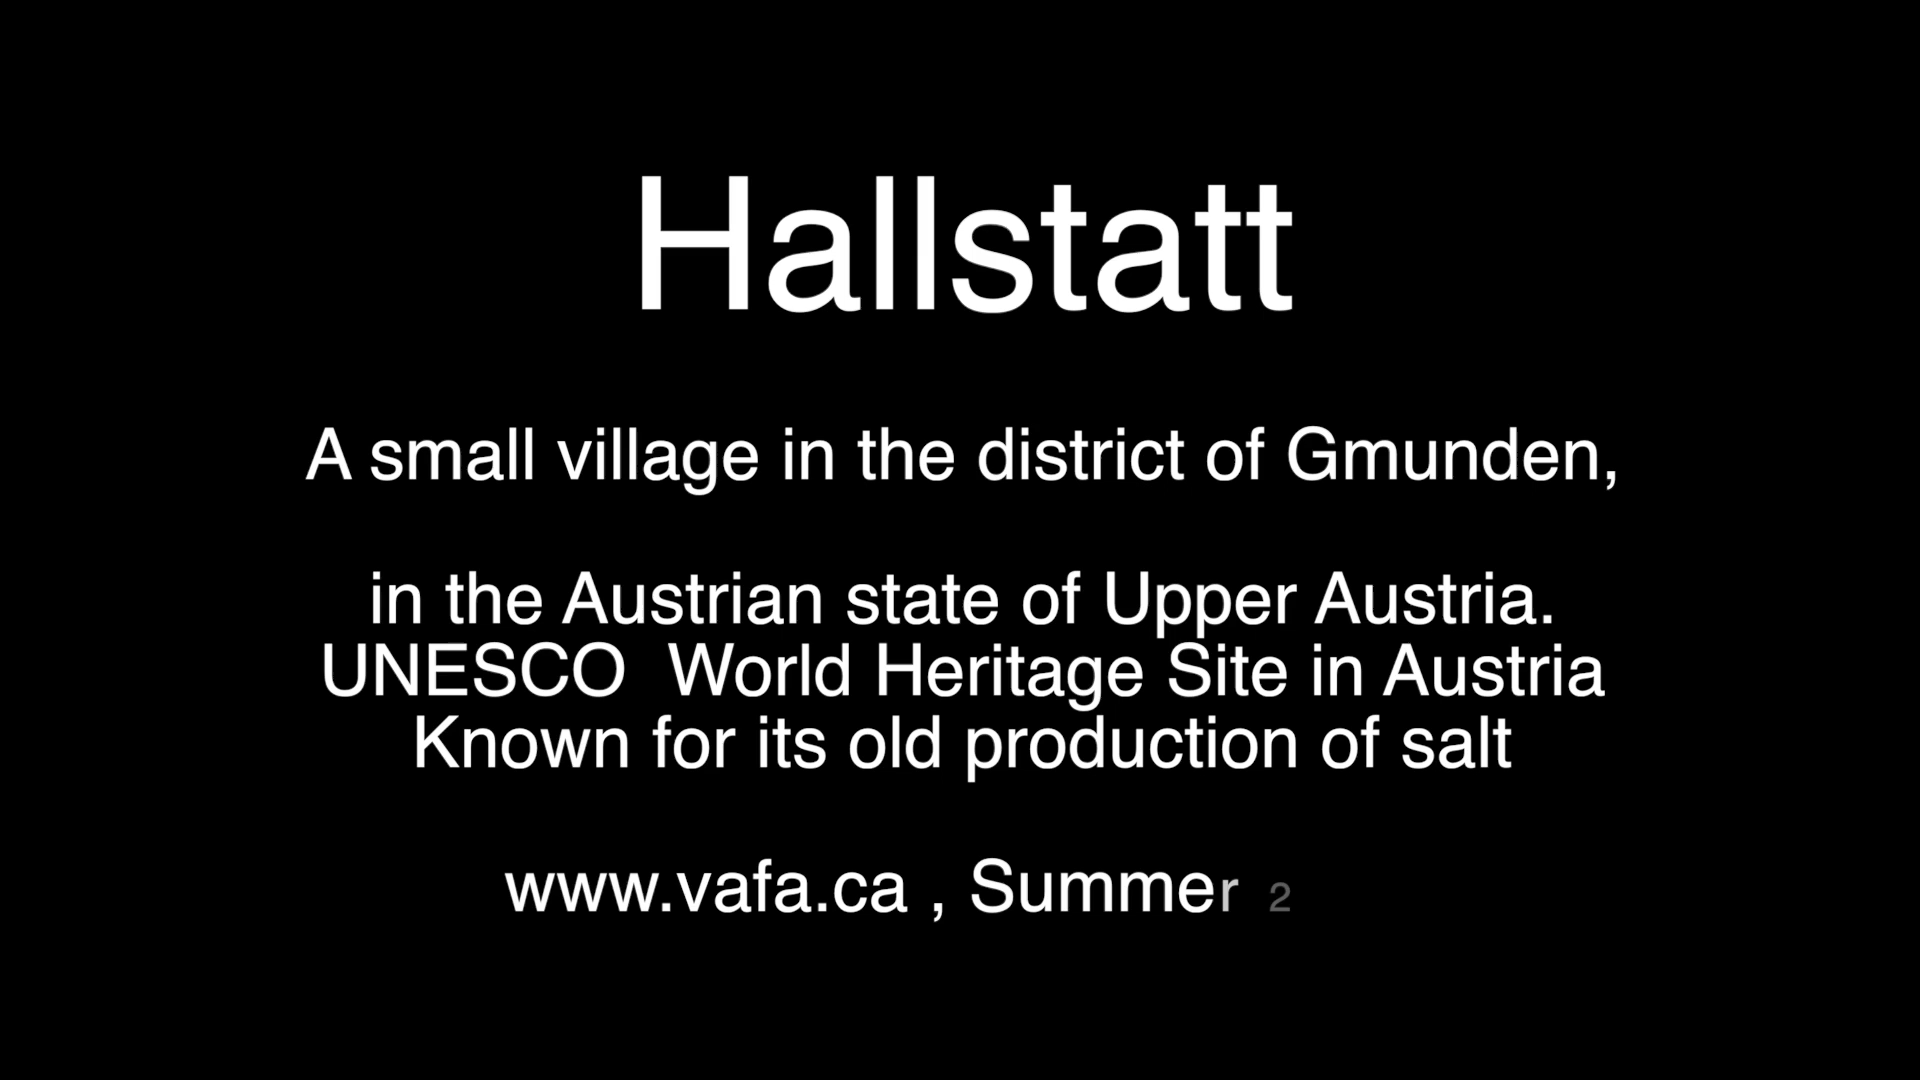 Hallstatt
A small village in the district of Gmunden,
in the Austrian state of Upper Austria.
UNESCO  World Heritage Site in Austria
Known for its old production of salt
www.vafa.ca , Summer 2